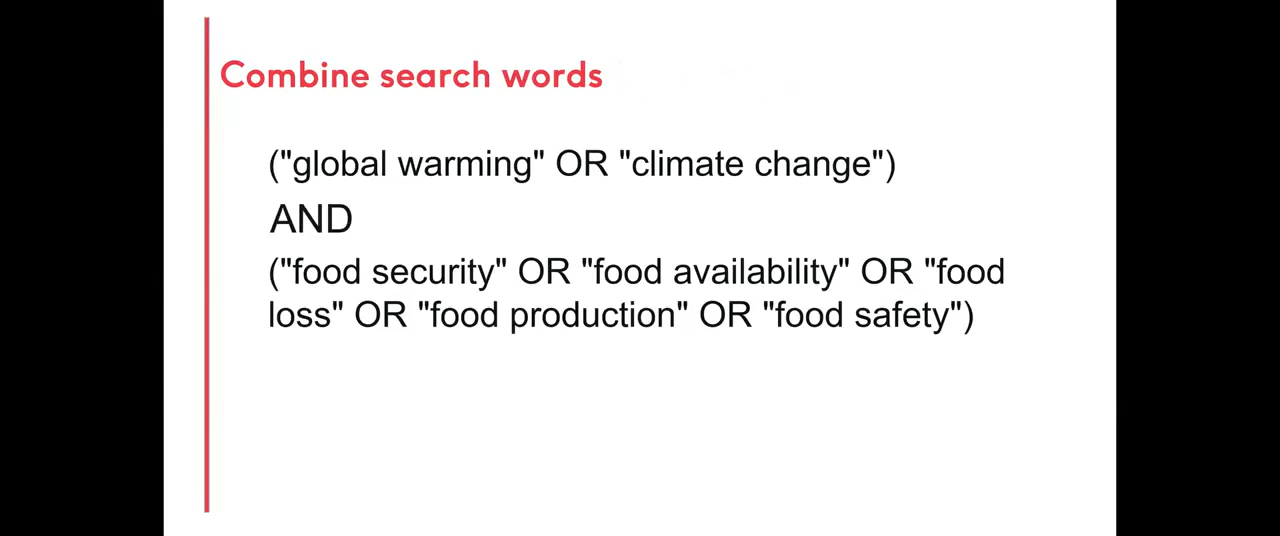 Combine search words
("global warming" OR "climate change")
AND
("food security" OR "food availability" OR "food
loss" OR "food production" OR "food safety")